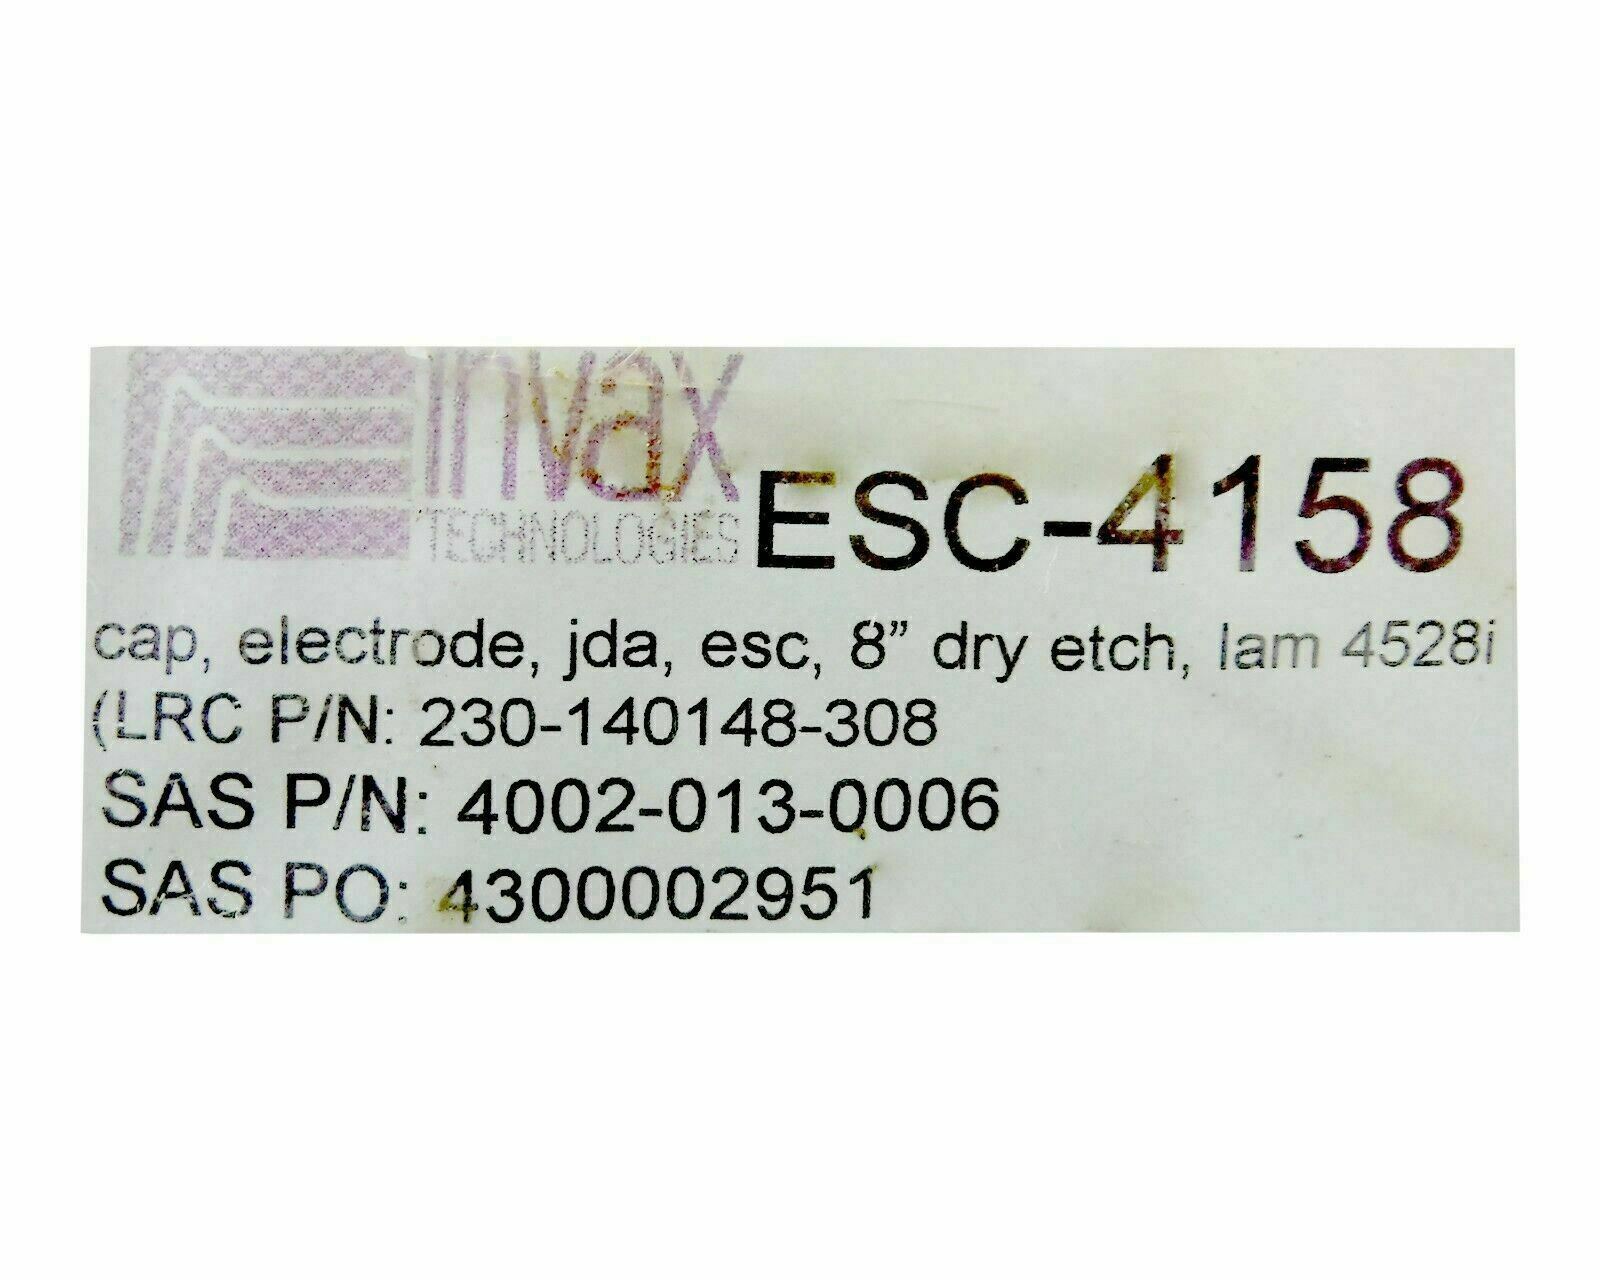 invax
TECHNOLOGIES
ESC-4158
cap, electrode, jda, esc, 8” dry etch, lam 4528i
(LRC P/N: 230-140148-308
SAS P/N: 4002-013-0006
SAS PO: 4300002951